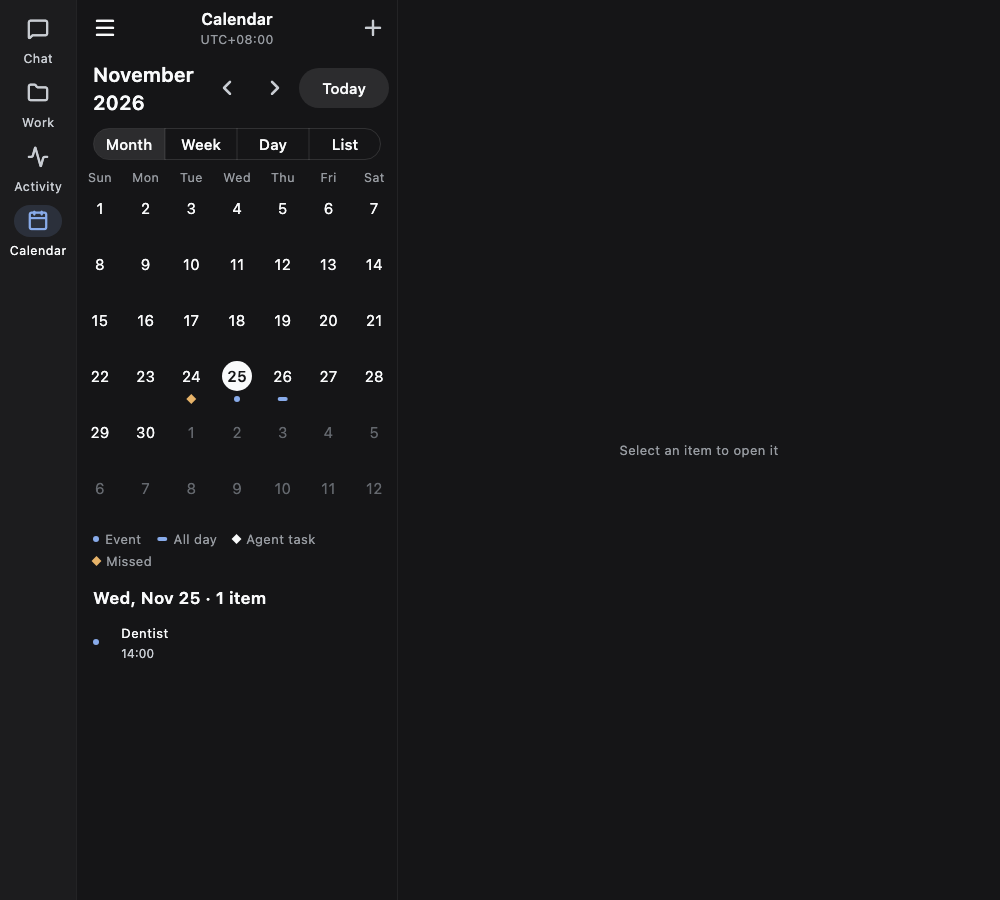 Chat
Work
Activity
Calendar
Calendar
UTC+08:00
November
2026
Today
Month Week Day List
Sun Mon Tue Wed Thu Fri Sat
1 2 3 4 5 6 7
8 9 10 11 12 13 14
15 16 17 18 19 20 21
22 23 24 25 26 27 28
29 30 1 2 3 4 5
6 7 8 9 10 11 12
Event All day Agent task
Missed
Wed, Nov 25 · 1 item
Dentist
14:00
Select an item to open it